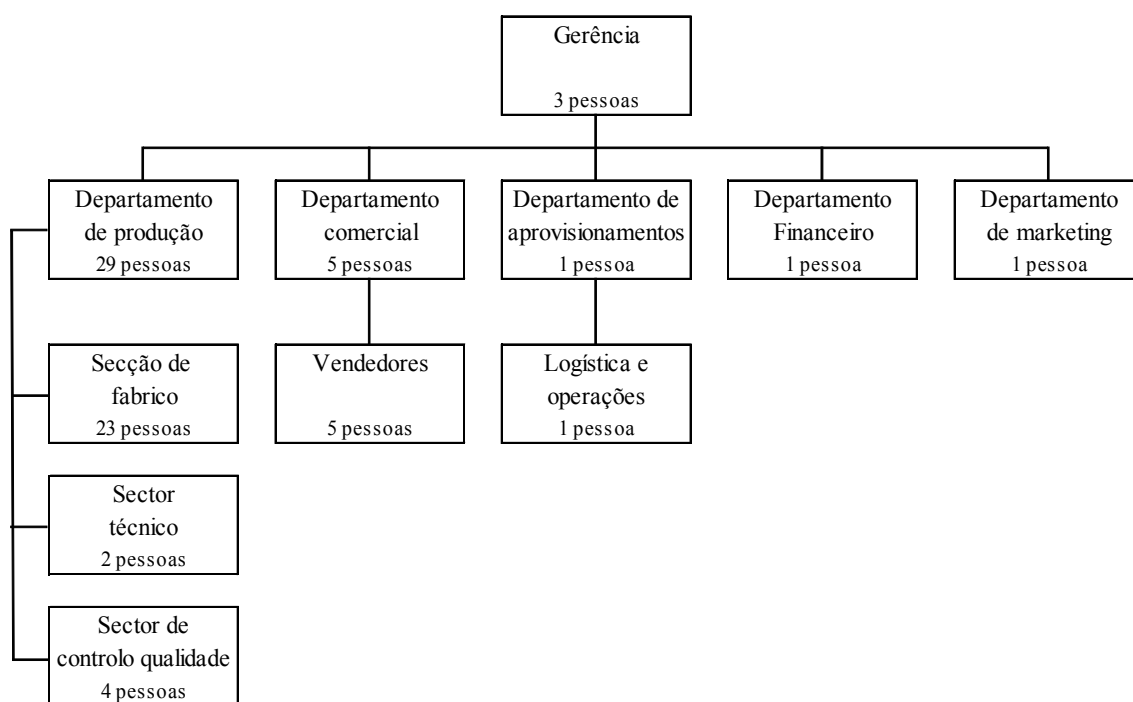 Gerência
3 pessoas
Departamento
de produção
29 pessoas
Departamento
comercial
5 pessoas
Departamento de
aprovisionamentos
1 pessoa
Departamento
Financeiro
1 pessoa
Departamento
de marketing
1 pessoa
Secção de
fabrico
23 pessoas
Vendedores
5 pessoas
Logística e
operações
1 pessoa
Sector
técnico
2 pessoas
Sector de
controlo qualidade
4 pessoas